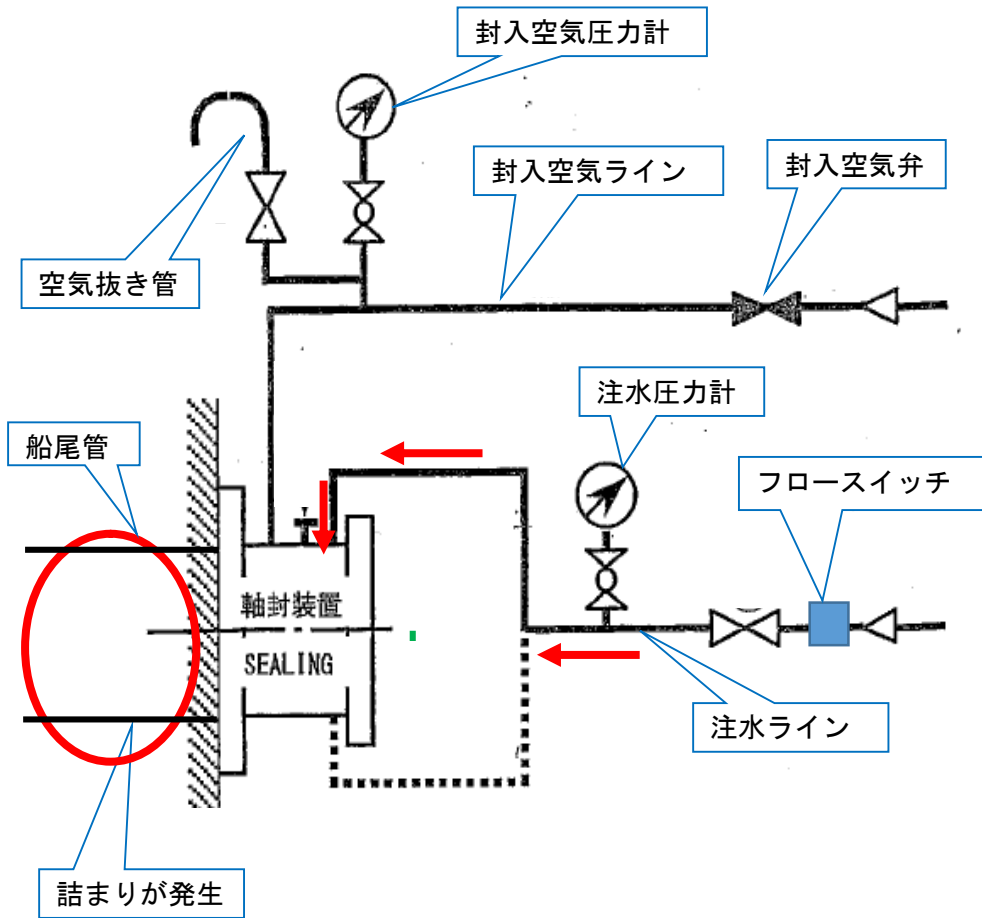 封入空気圧力計
封入空気ライン
封入空気弁
空気抜き管
注水圧力計
船尾管
フロースイッチ
軸封装置
SEALING
注水ライン
詰まりが発生